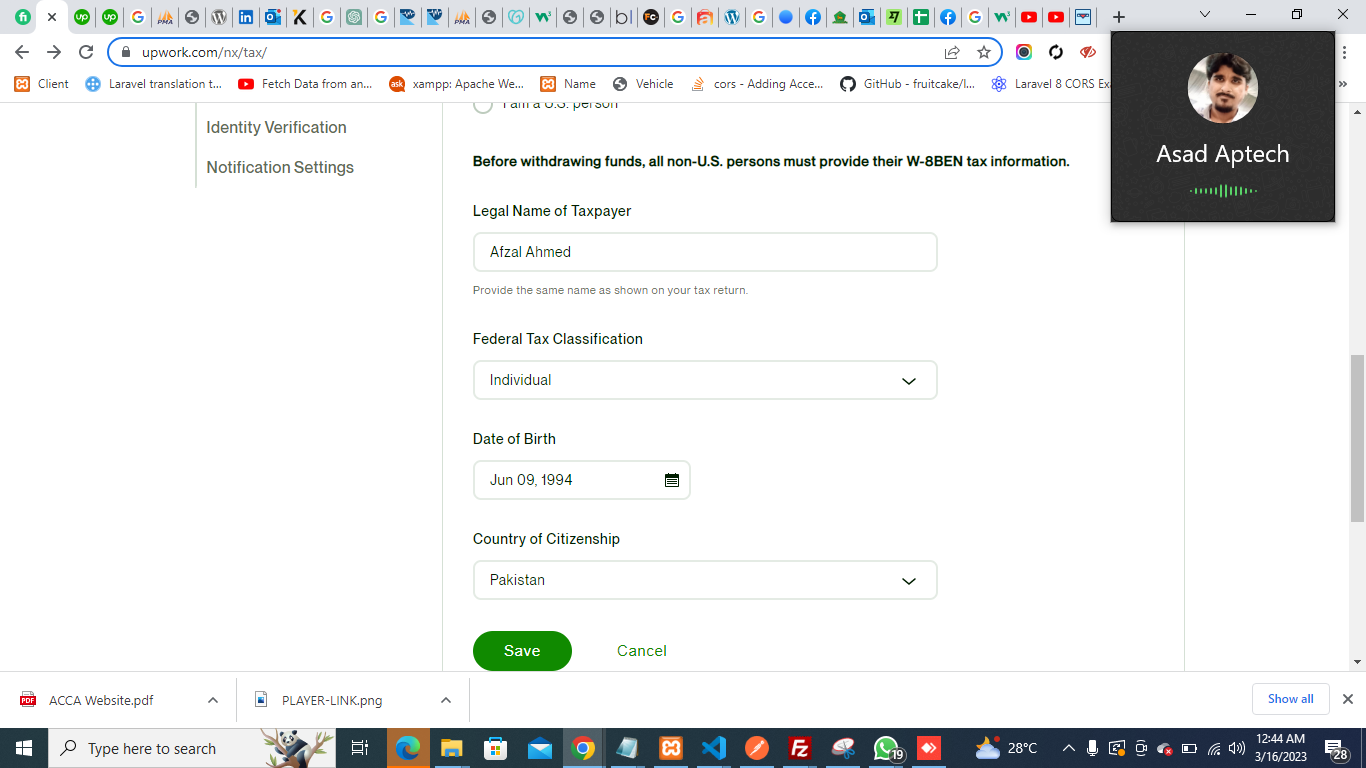 upwork.com/nx/tax/
Client
Laravel translation t...
Fetch Data from an...
xampp: Apache We...
Name
Vehicle
cors - Adding Acce...
GitHub - fruitcake/l...
Laravel 8 CORS Ex
»
I am a U.S. person
Identity Verification
Notification Settings
Before withdrawing funds, all non-U.S. persons must provide their W-8BEN tax information.
Asad Aptech
Legal Name of Taxpayer
Afzal Ahmed
Provide the same name as shown on your tax return.
Federal Tax Classification
Individual
Date of Birth
Jun 09, 1994
Country of Citizenship
Pakistan
Save
Cancel
PDF
ACCA Website.pdf
PLAYER-LINK.png
Show all
Type here to search
19
28°C
12:44 AM
3/16/2023
28